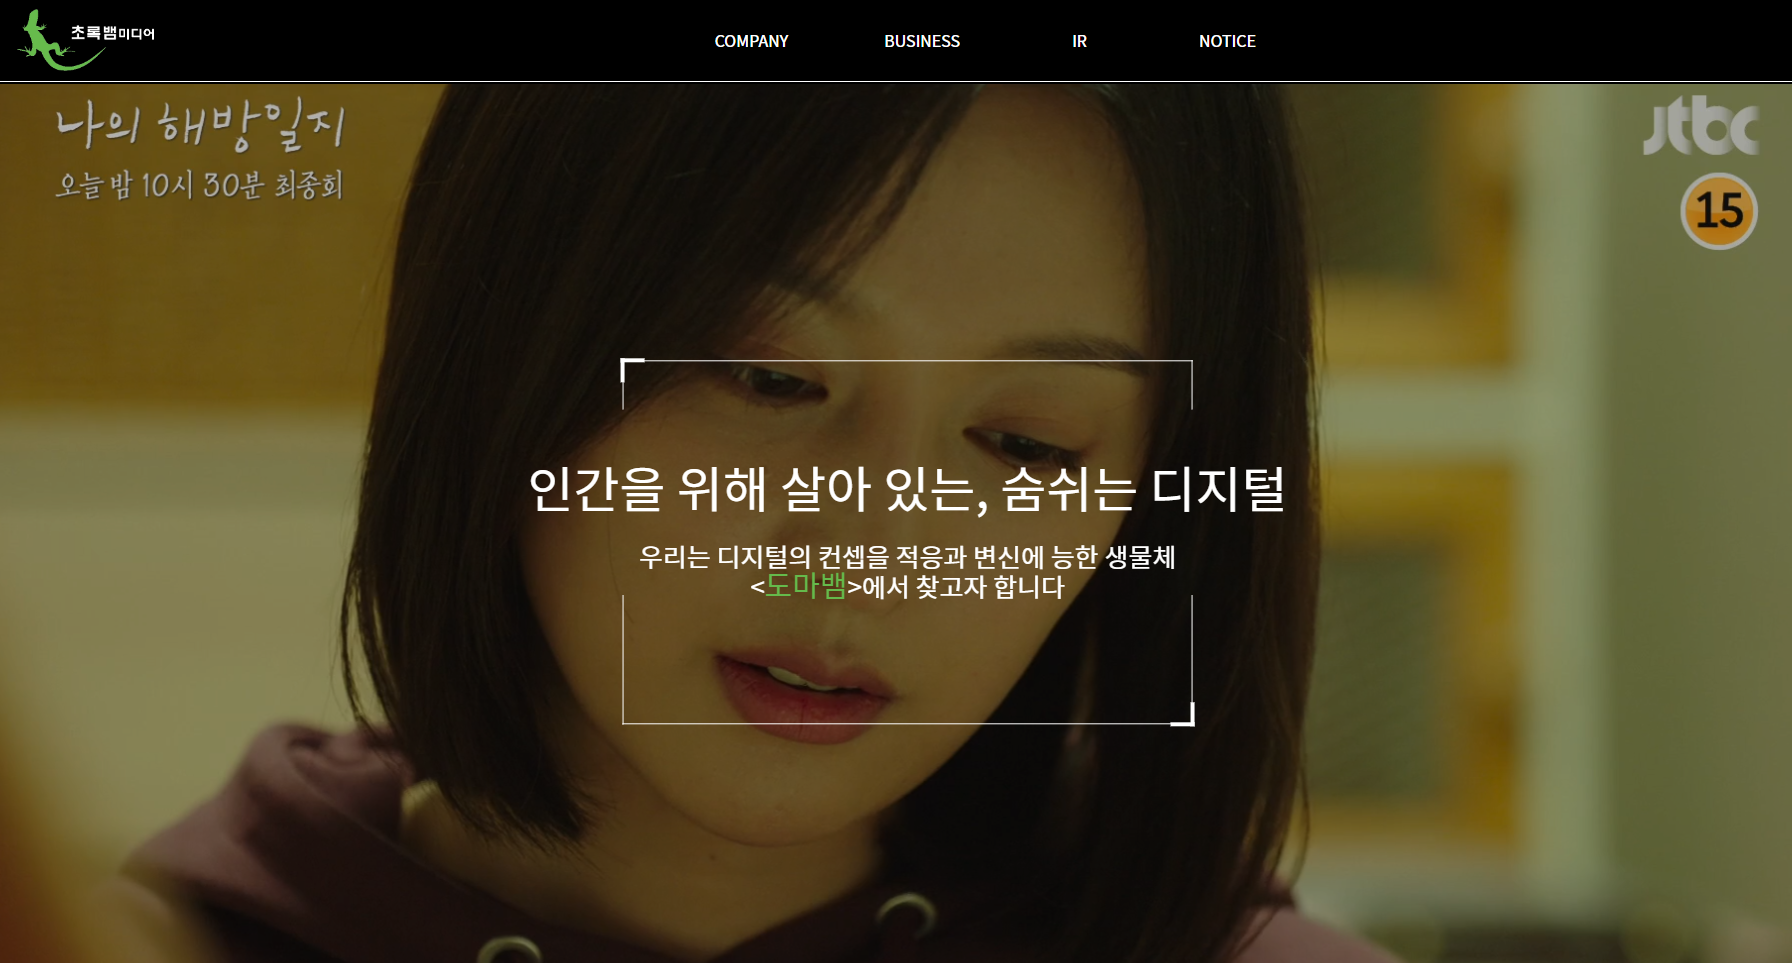 초록뱀미디어
COMPANY BUSINESS IR NOTICE
나의 해방일지
오늘 밤 10시 30분 최종회
jtbc
15
인간을 위해 살아 있는, 숨쉬는 디지털
우리는 디지털의 컨셉을 적응과 변신에 능한 생물체
<도마뱀>에서 찾고자 합니다